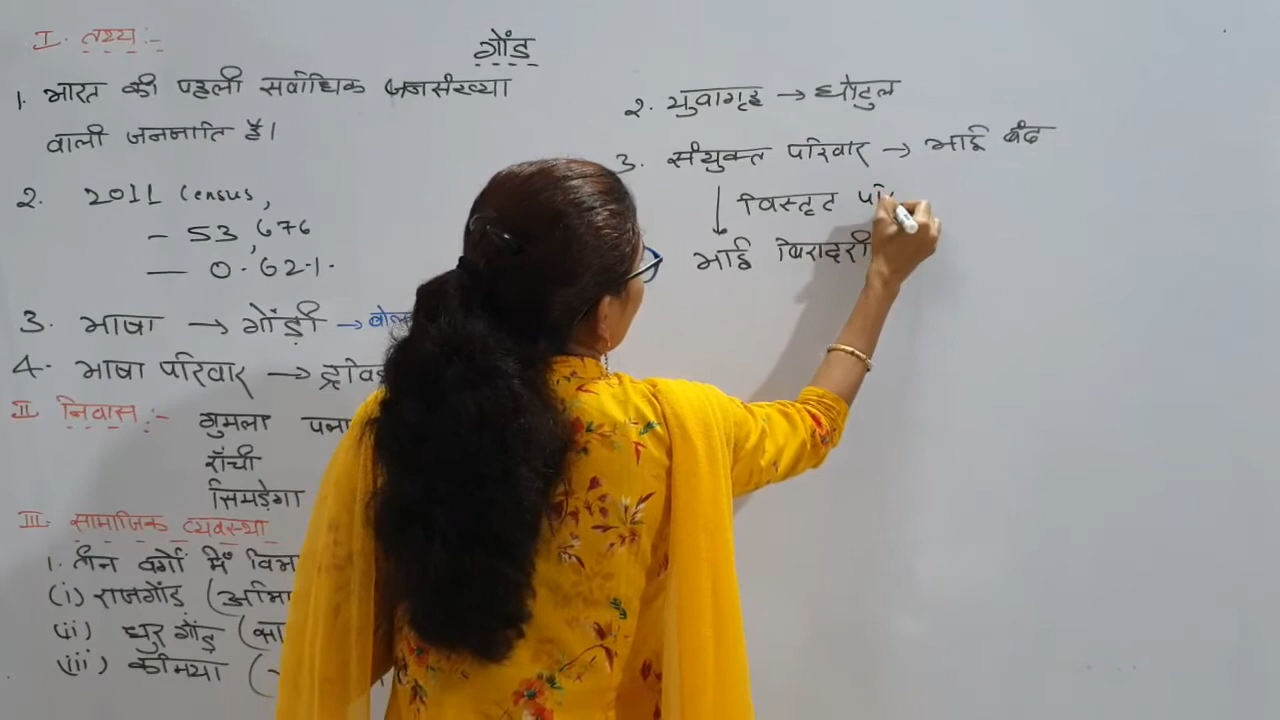 गोंड
I. तथ्य :-
1. भारत की पहली सर्वाधिक जनसंख्या
वाली जनजाति है।
2. 2011 Census,
- 53,676
- 0.62%.
3. भाषा → गोंड़ी →
4. भाषा परिवार →
II निवास :- गुमला
राँची
सिमड़ेगा
III. सामाजिक व्यवस्था
1. तीन वर्गों में
(i) राजगोंड़ (
(ii) धुर गोंड़ (
(iii) कमिया (
2. युवागृह → घोटुल
3. संयुक्त परिवार → भाई बंद
↓ विस्तृत
भाई बिरादरी